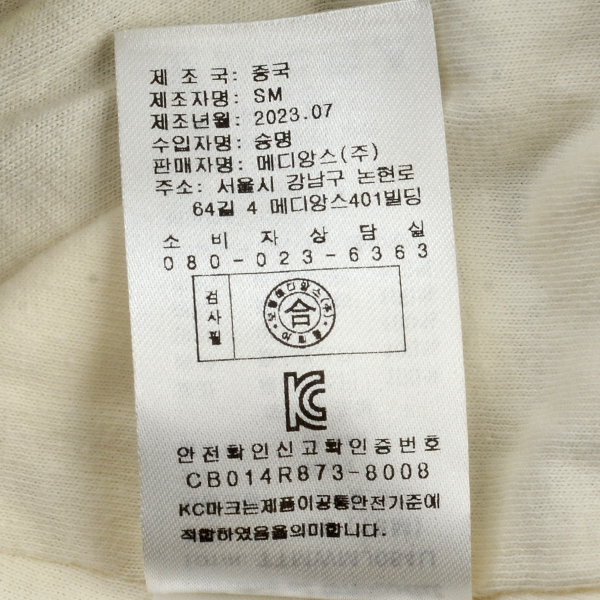 제 조 국: 중국
제조자명: SM
제조년월: 2023.07
수입자명: 승명
판매자명: 메디앙스(주)
주소: 서울시 강남구 논현로
64길 4 메디앙스401빌딩
소 비 자 상 담 실
080-023-6363
검사필
合
KC
안전확인신고확인증번호
CB014R873-8008
KC마크는제품이공통안전기준에
적합하였음을의미합니다.